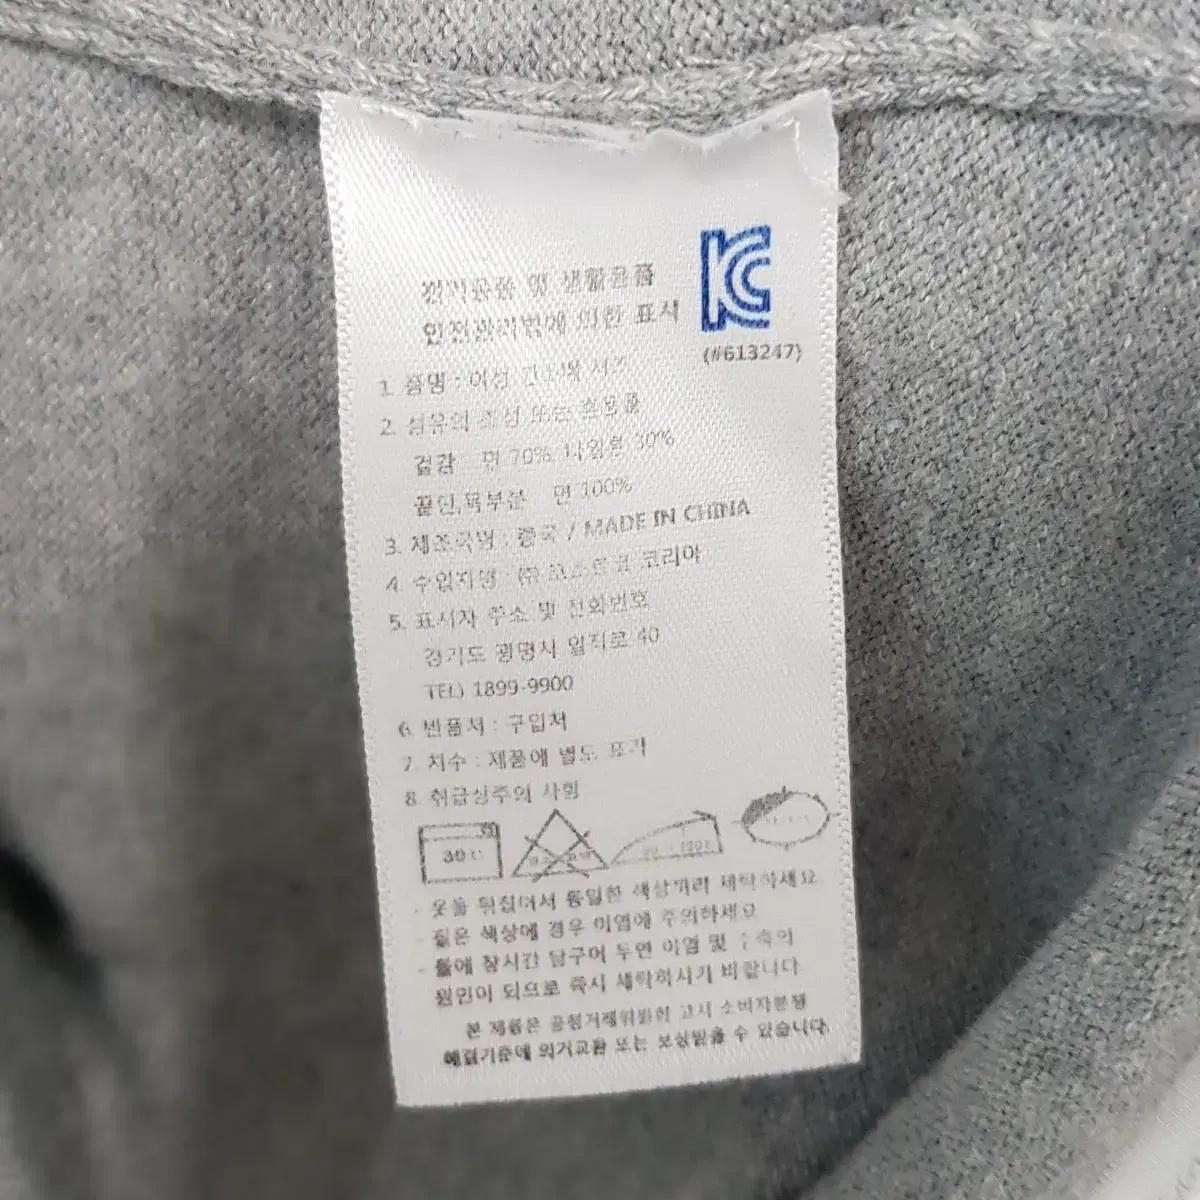 KC
전기용품 및 생활용품
안전관리법에 의한 표시
(#613247)
1. 품명 : 여성
2. 섬유의 조성 또는 혼용률
겉감 면 70% 나일론 30%
면 100%
3. 제조국명 : 중국 / MADE IN CHINA
4. 수입자명 : (주) 코스트코 코리아
5. 표시자 주소 및 전화번호
경기도 광명시 일직로 40
TEL) 1899-9900
6. 반품처 : 구입처
7. 치수 : 제품에 별도 표기
8. 취급상주의 사항
30
- 옷을 뒤집어서 동일한 색상끼리 세탁하세요
- 짙은 색상에 경우 이염에 주의하세요
- 물에 장시간 담구어 두면 이염 및 수축의
원인이 되므로 즉시 세탁하시기 바랍니다
본 제품은 공정거래위원회 고시 소비자분쟁
해결기준에 의거교환 또는 보상받을 수 있습니다.